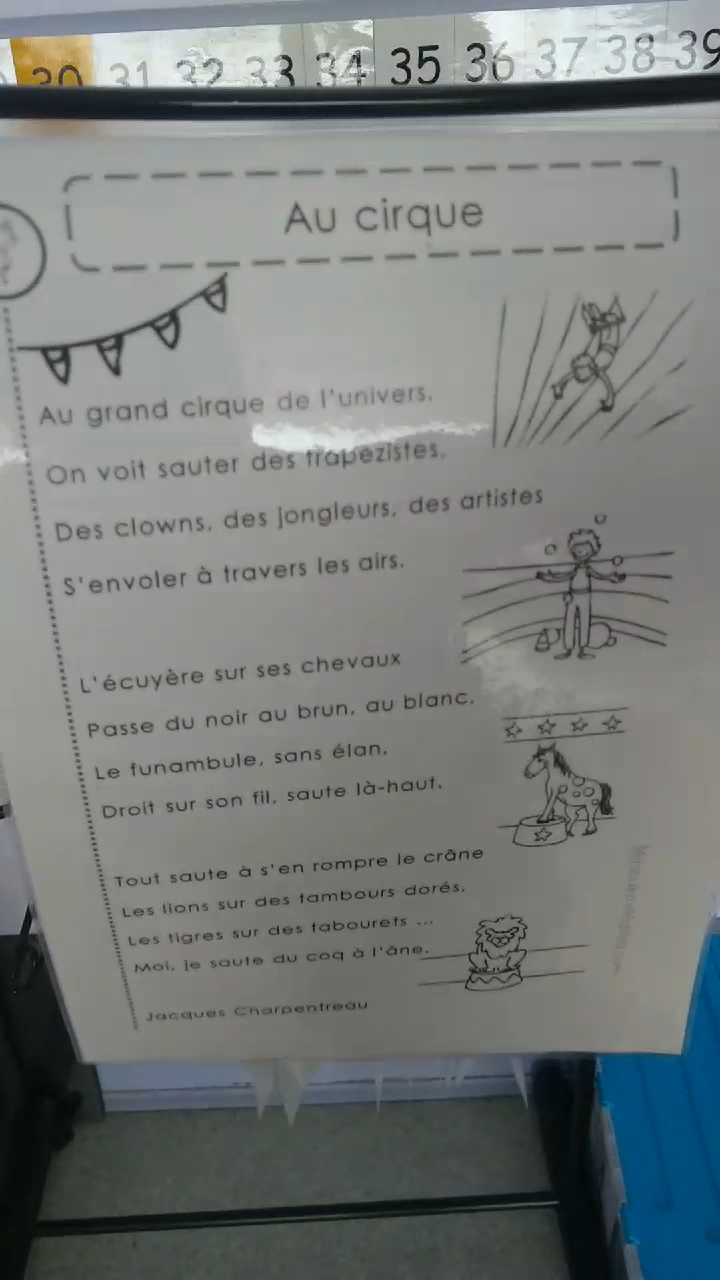 30 31 32 33 34 35 36 37 38 39
Au cirque
Au grand cirque de l'univers,
On voit sauter des trapézistes,
Des clowns, des jongleurs, des artistes
S'envoler à travers les airs.
L'écuyère sur ses chevaux
Passe du noir au brun, au blanc,
Le funambule, sans élan,
Droit sur son fil, saute là-haut.
Tout saute à s'en rompre le crâne
Les lions sur des tambours dorés,
Les tigres sur des tabourets ...
Moi, je saute du coq à l'âne.
Jacques Charpentreau